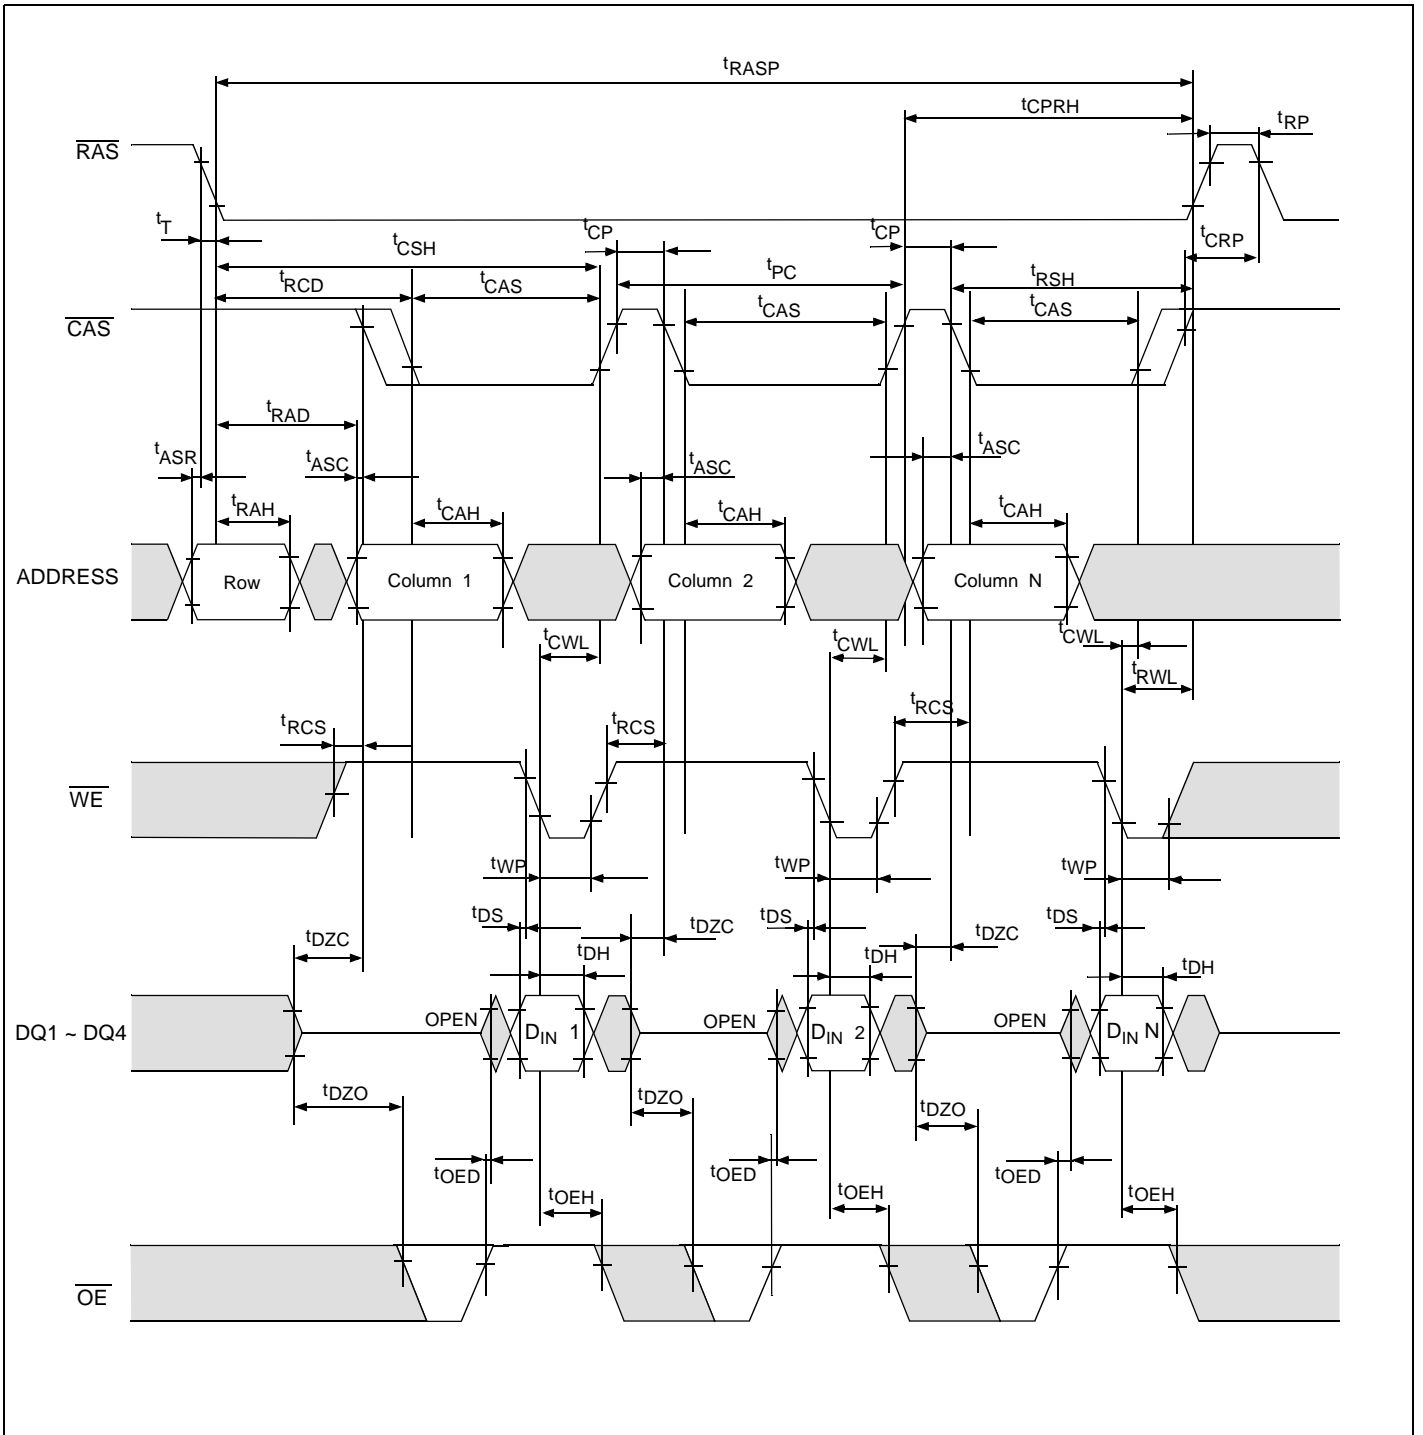 tRASP
tCPRH
tRP
RAS
tT
tCSH
tCP
tCP
tCRP
tRCD
tCAS
tPC
tRSH
CAS
tCAS
tCAS
tRAD
tASR
tASC
tASC
tASC
tRAH
tCAH
tCAH
tCAH
ADDRESS
Row
Column 1
Column 2
Column N
tCWL
tCWL
tCWL
tRWL
tRCS
tRCS
tRCS
WE
tWP
tWP
tWP
tDS
tDZC
tDS
tDZC
tDS
tDZC
tDH
tDH
tDH
DQ1 ~ DQ4
OPEN
DIN 1
OPEN
DIN 2
OPEN
DIN N
tDZO
tDZO
tDZO
tOED
tOED
tOED
tOEH
tOEH
tOEH
OE